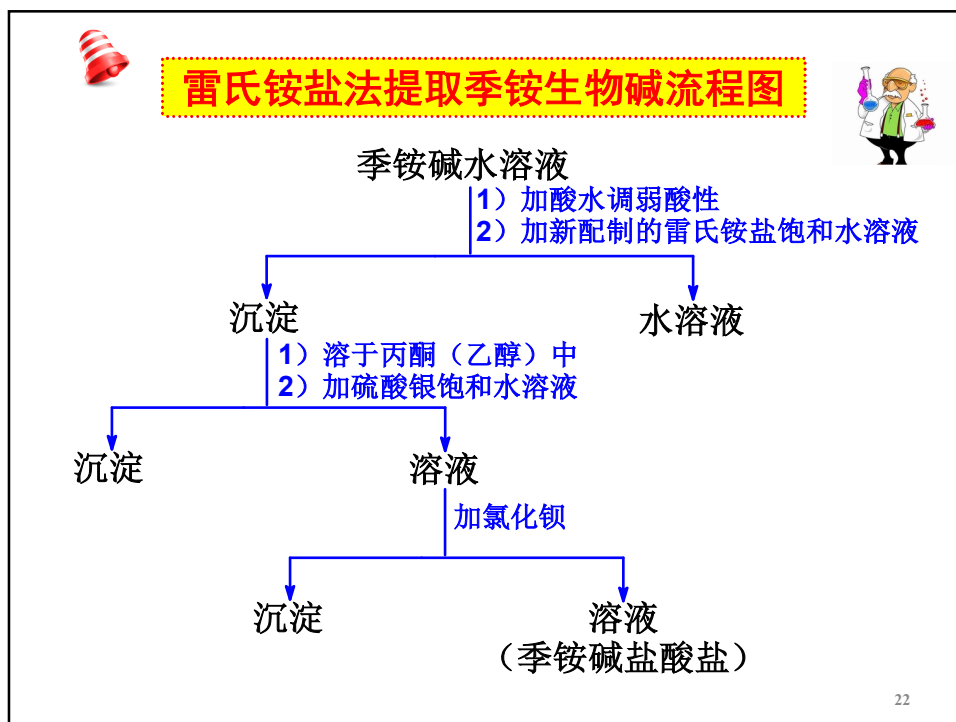 雷氏铵盐法提取季铵生物碱流程图
季铵碱水溶液
1）加酸水调弱酸性
2）加新配制的雷氏铵盐饱和水溶液
沉淀
水溶液
1）溶于丙酮（乙醇）中
2）加硫酸银饱和水溶液
沉淀
溶液
加氯化钡
沉淀
溶液
（季铵碱盐酸盐）
22